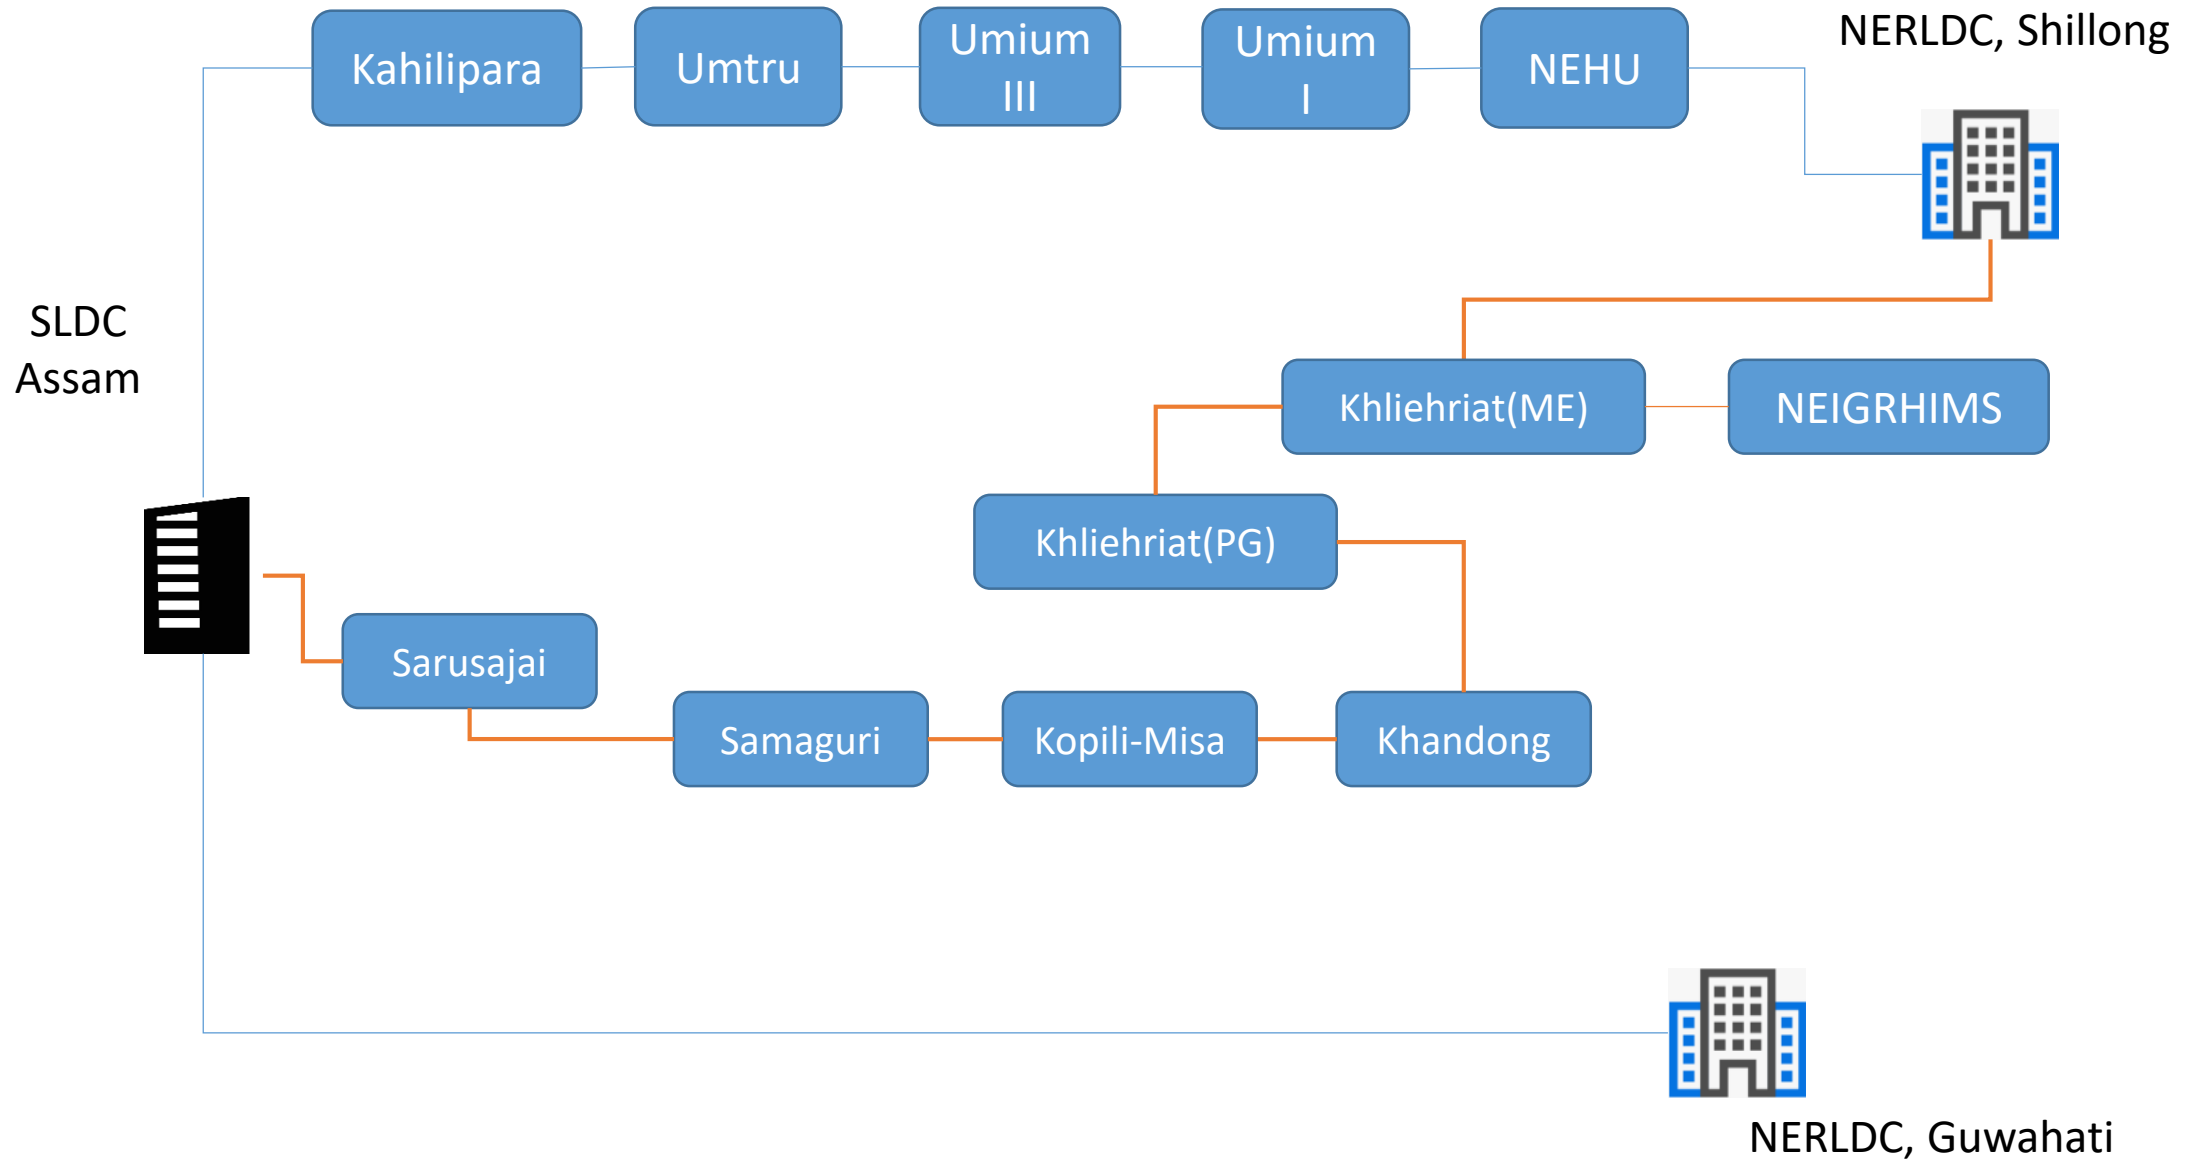 NERLDC, Shillong
Kahilipara
Umtru
Umium
III
Umium
I
NEHU
SLDC
Assam
Khliehriat(ME)
NEIGRHIMS
Khliehriat(PG)
Sarusajai
Samaguri
Kopili-Misa
Khandong
NERLDC, Guwahati